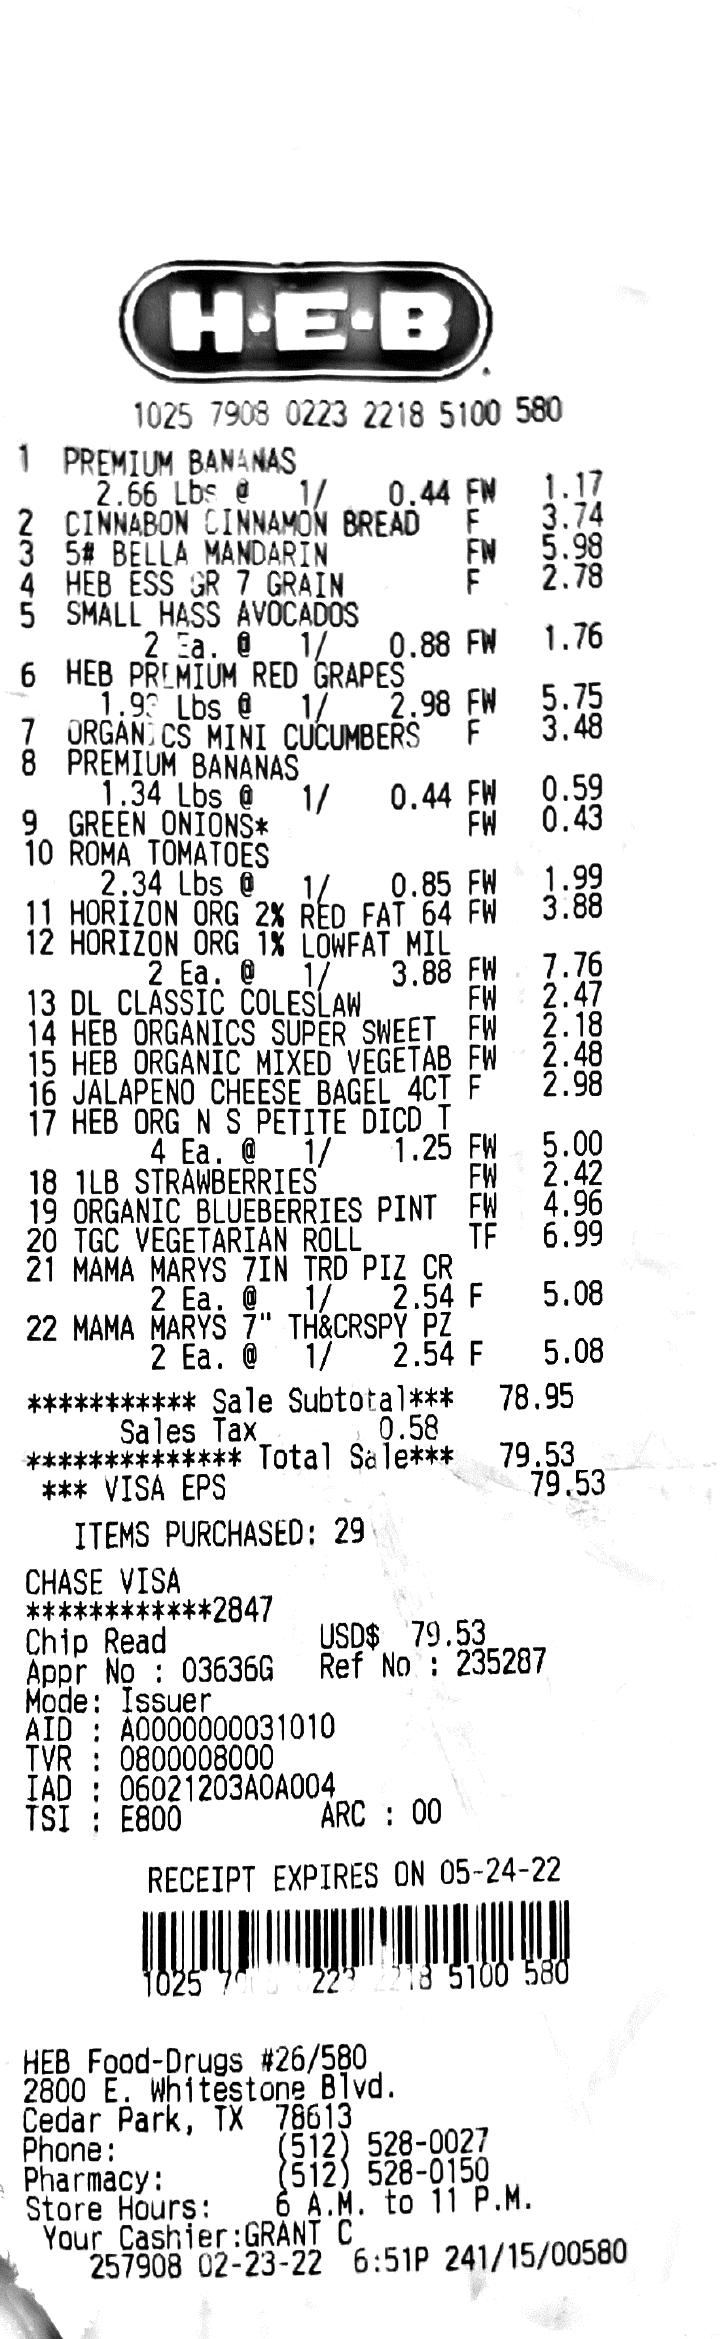 H·E·B
1025 7908 0223 2218 5100 580
1 PREMIUM BANANAS
2.66 Lbs @ 1/ 0.44 FW 1.17
2 CINNABON CINNAMON BREAD F 3.74
3 5# BELLA MANDARIN FW 5.98
4 HEB ESS GR 7 GRAIN F 2.78
5 SMALL HASS AVOCADOS
2 Ea. @ 1/ 0.88 FW 1.76
6 HEB PREMIUM RED GRAPES
1.93 Lbs @ 1/ 2.98 FW 5.75
7 ORGANICS MINI CUCUMBERS F 3.48
8 PREMIUM BANANAS
1.34 Lbs @ 1/ 0.44 FW 0.59
9 GREEN ONIONS* FW 0.43
10 ROMA TOMATOES
2.34 Lbs @ 1/ 0.85 FW 1.99
11 HORIZON ORG 2% RED FAT 64 FW 3.88
12 HORIZON ORG 1% LOWFAT MIL
2 Ea. @ 1/ 3.88 FW 7.76
13 DL CLASSIC COLESLAW FW 2.47
14 HEB ORGANICS SUPER SWEET FW 2.18
15 HEB ORGANIC MIXED VEGETAB FW 2.48
16 JALAPENO CHEESE BAGEL 4CT F 2.98
17 HEB ORG N S PETITE DICD T
4 Ea. @ 1/ 1.25 FW 5.00
18 1LB STRAWBERRIES FW 2.42
19 ORGANIC BLUEBERRIES PINT FW 4.96
20 TGC VEGETARIAN ROLL TF 6.99
21 MAMA MARYS 7IN TRD PIZ CR
2 Ea. @ 1/ 2.54 F 5.08
22 MAMA MARYS 7" TH&CRSPY PZ
2 Ea. @ 1/ 2.54 F 5.08
*********** Sale Subtotal*** 78.95
Sales Tax 0.58
************** Total Sale*** 79.53
*** VISA EPS 79.53
ITEMS PURCHASED: 29
CHASE VISA
************2847
Chip Read USD$ 79.53
Appr No : 03636G Ref No : 235287
Mode: Issuer
AID : A0000000031010
TVR : 0800008000
IAD : 06021203A0A004
TSI : E800 ARC : 00
RECEIPT EXPIRES ON 05-24-22
1025 5100 580
HEB Food-Drugs #26/580
2800 E. Whitestone Blvd.
Cedar Park, TX 78613
Phone: (512) 528-0027
Pharmacy: (512) 528-0150
Store Hours: 6 A.M. to 11 P.M.
Your Cashier:GRANT C
257908 02-23-22 6:51P 241/15/00580